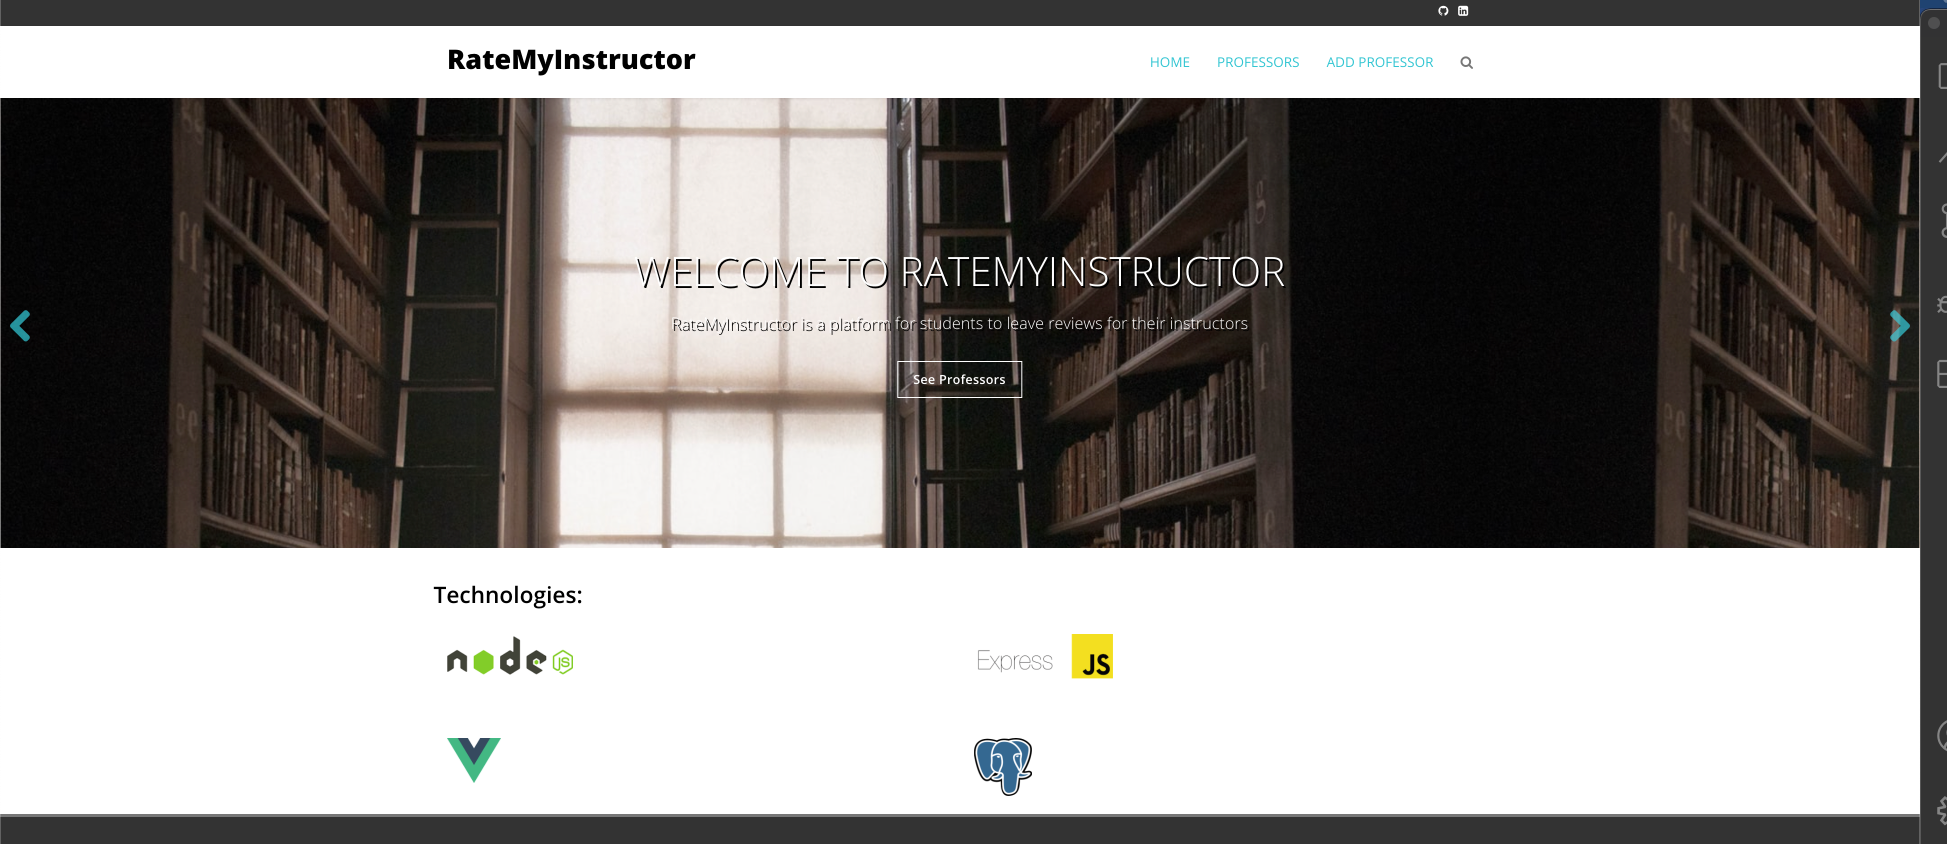 RateMyInstructor
HOME PROFESSORS ADD PROFESSOR
WELCOME TO RATEMYINSTRUCTOR
RateMyInstructor is a platform for students to leave reviews for their instructors
See Professors
Technologies:
node JS
Express JS